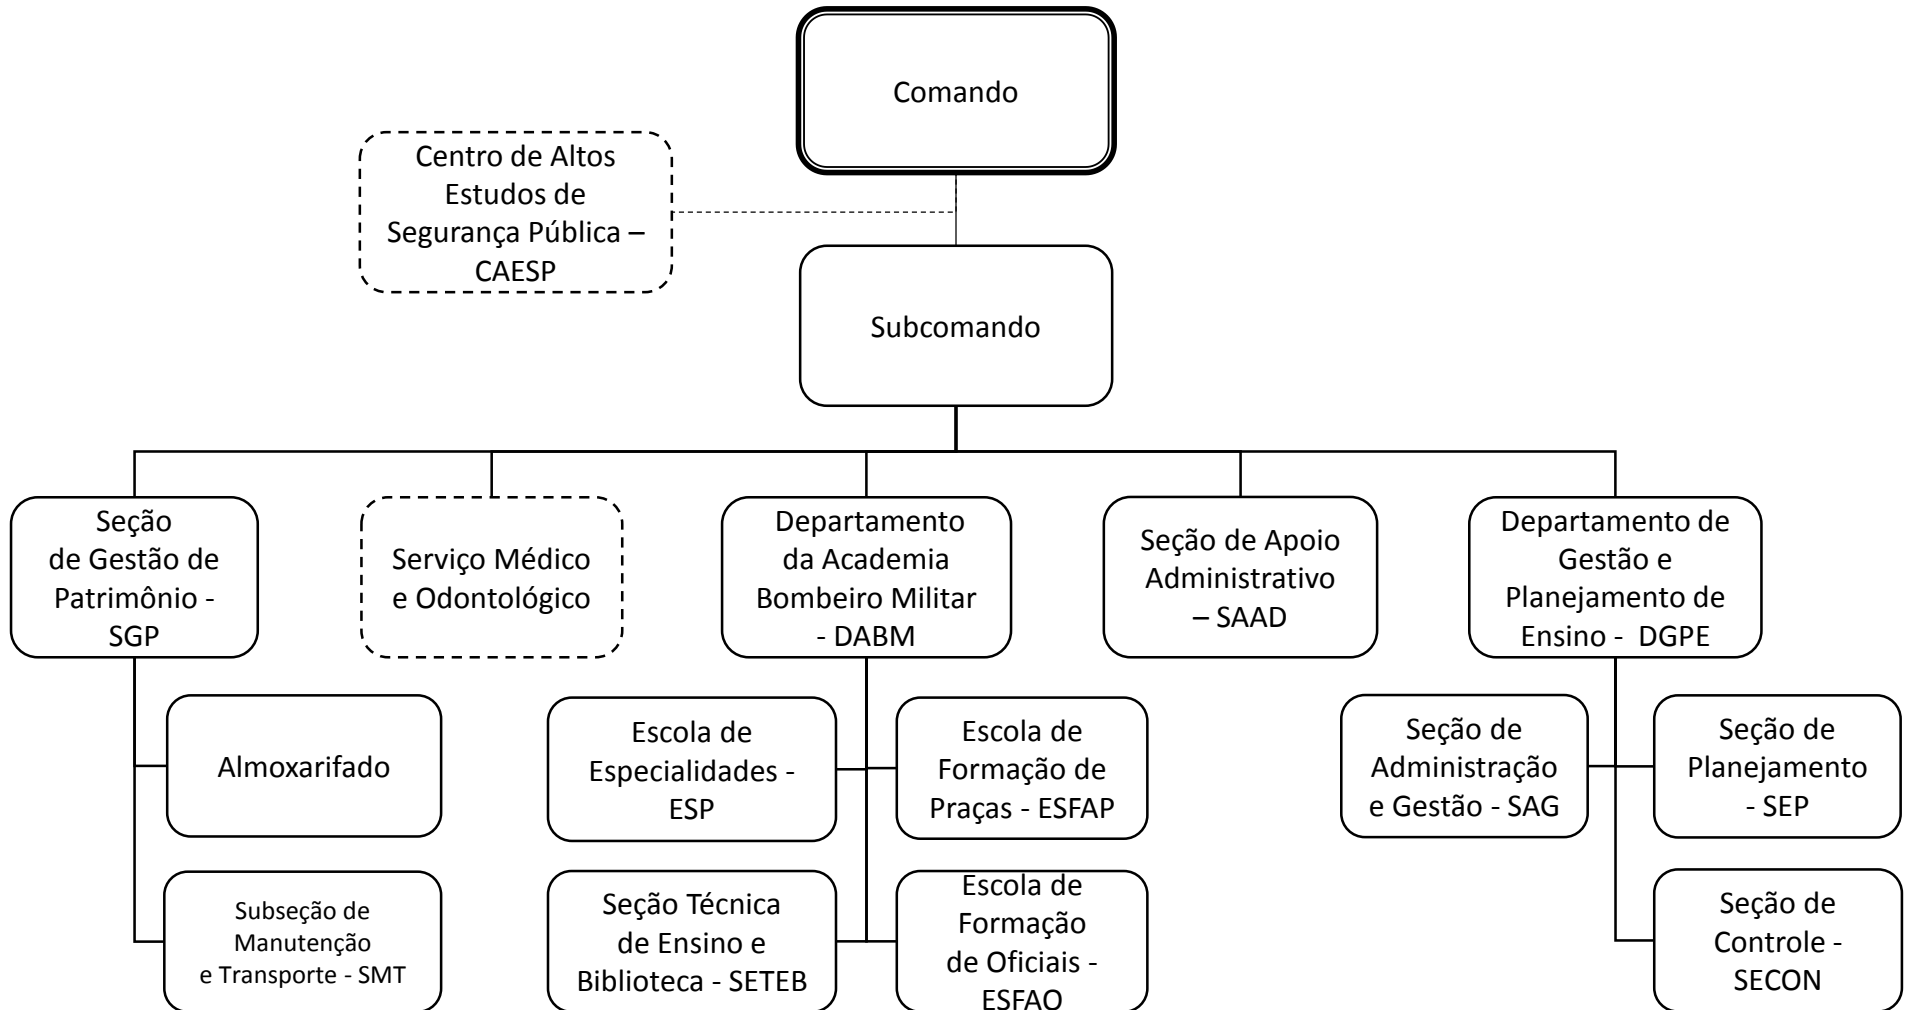 Comando
Centro de Altos
Estudos de
Segurança Pública –
CAESP
Subcomando
Seção
de Gestão de
Patrimônio -
SGP
Serviço Médico
e Odontológico
Departamento
da Academia
Bombeiro Militar
- DABM
Seção de Apoio
Administrativo
– SAAD
Departamento de
Gestão e
Planejamento de
Ensino - DGPE
Almoxarifado
Escola de
Especialidades -
ESP
Escola de
Formação de
Praças - ESFAP
Seção de
Administração
e Gestão - SAG
Seção de
Planejamento
- SEP
Subseção de
Manutenção
e Transporte - SMT
Seção Técnica
de Ensino e
Biblioteca - SETEB
Escola de
Formação
de Oficiais -
ESFAO
Seção de
Controle -
SECON